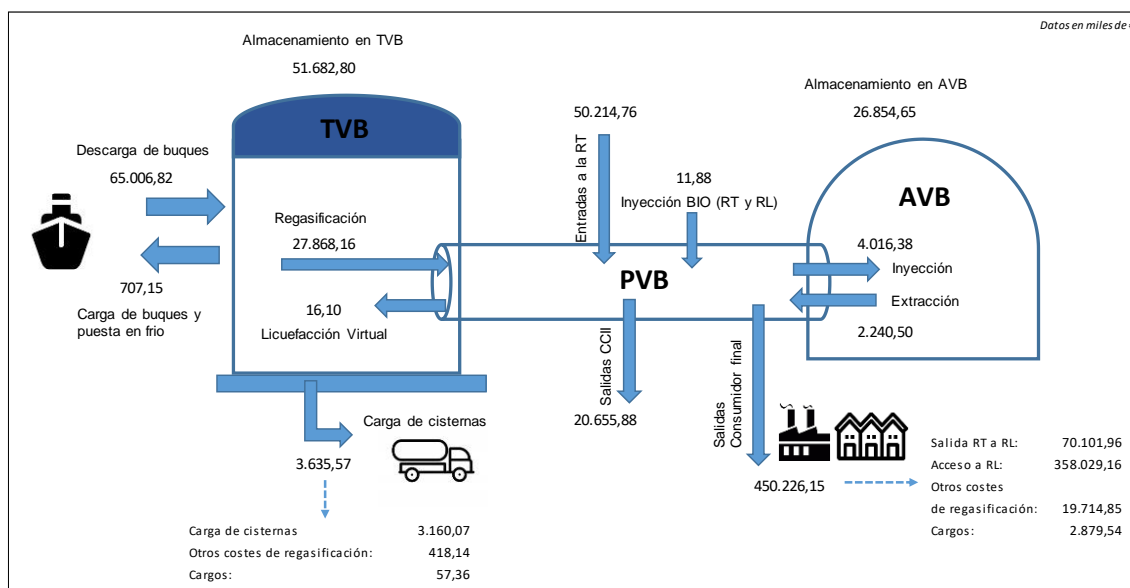 Datos en miles de
Almacenamiento en TVB
51.682,80
Almacenamiento en AVB
26.854,65
TVB
50.214,76
Descarga de buques
65.006,82
Entradas a la RT
11,88
Inyección BIO (RT y RL)
AVB
Regasificación
27.868,16
4.016,38
Inyección
PVB
Extracción
707,15
Carga de buques y
puesta en frio
16,10
Licuefacción Virtual
2.240,50
Salidas CCII
20.655,88
Salidas
Consumidor final
Carga de cisternas
3.635,57
450.226,15
Salida RT a RL: 70.101,96
Acceso a RL: 358.029,16
Otros costes
de regasificación: 19.714,85
Cargos: 2.879,54
Carga de cisternas 3.160,07
Otros costes de regasificación: 418,14
Cargos: 57,36